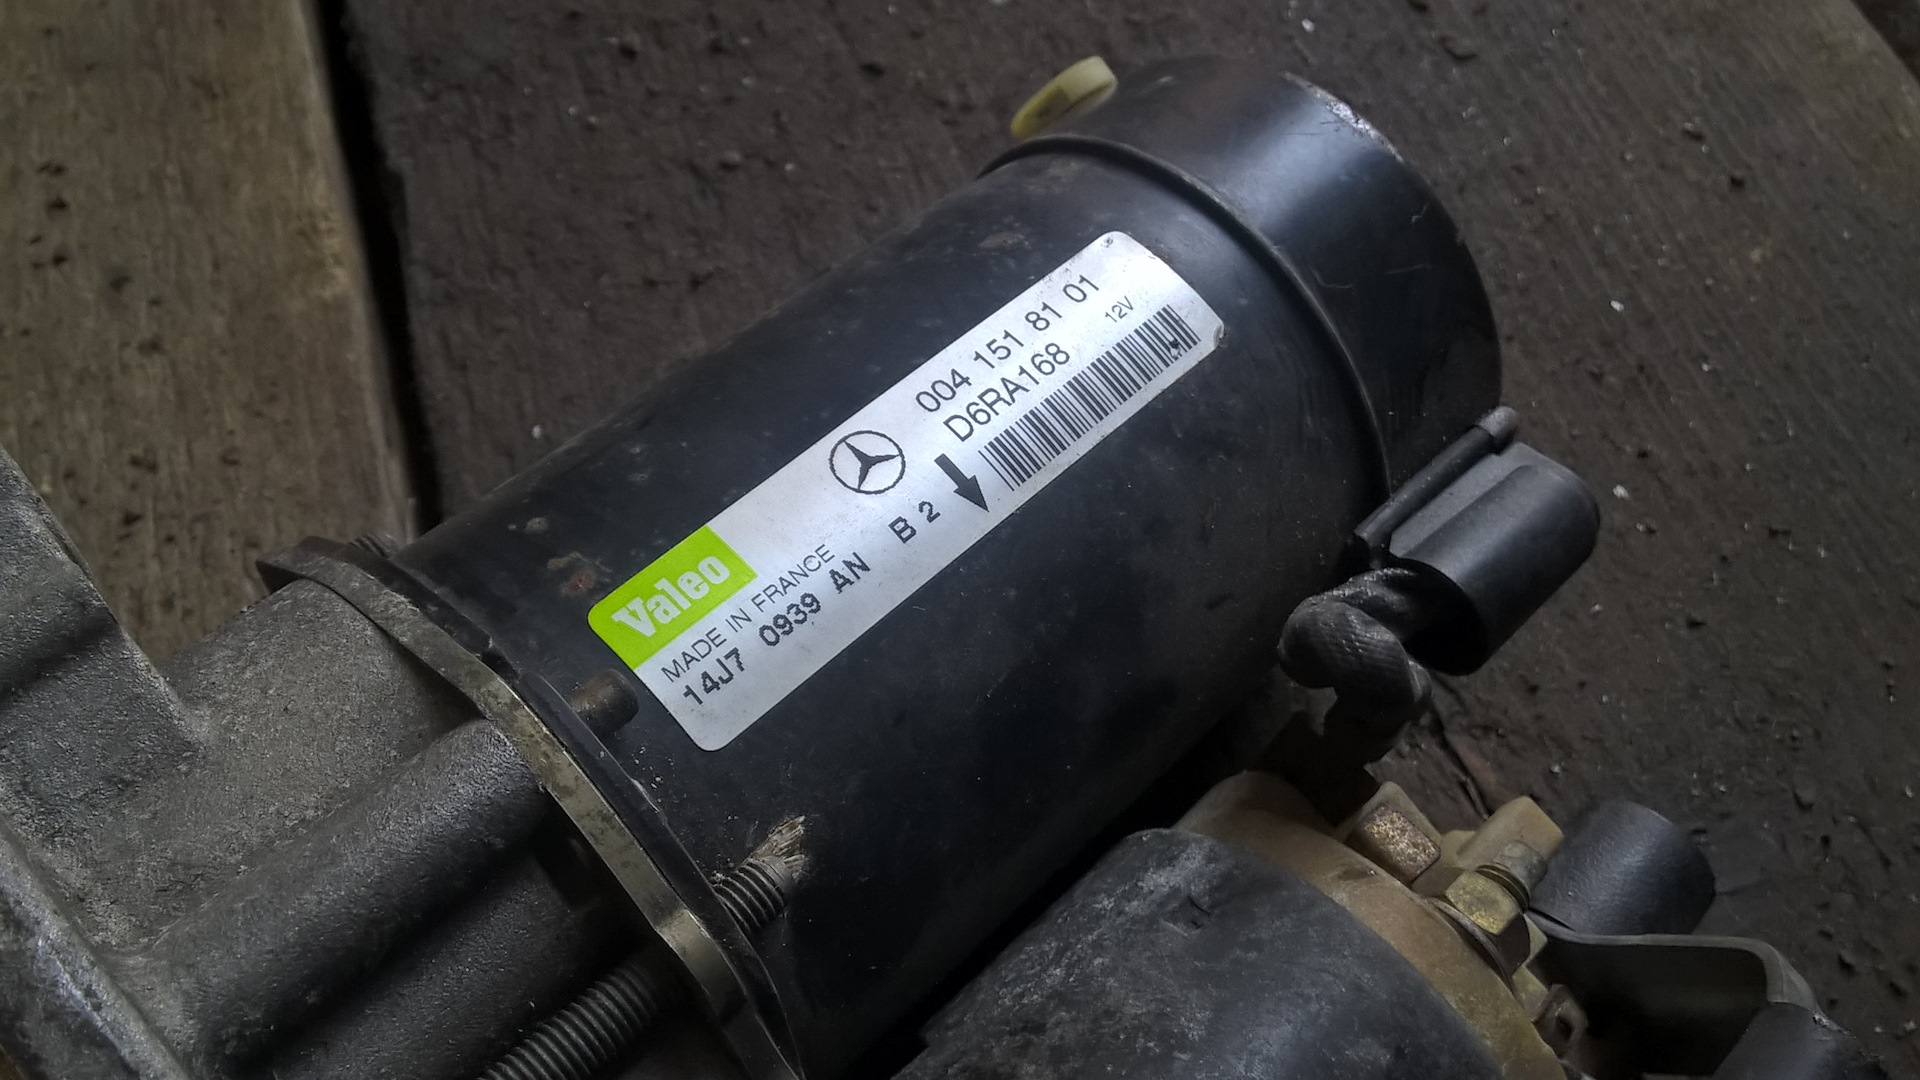 Valeo
MADE IN FRANCE
14J7 0939 AN B 2
004 151 81 01
D6RA168
12V